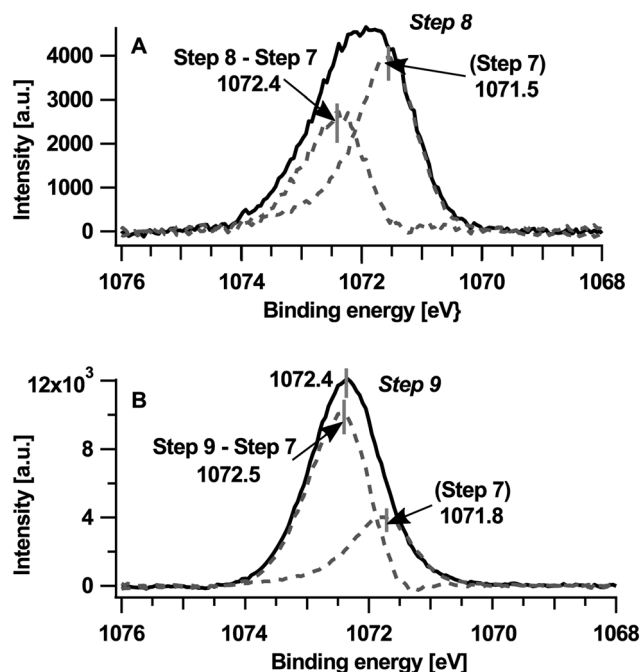 A
Step 8
Step 8 - Step 7
1072.4
(Step 7)
1071.5
Intensity [a.u.]
4000
3000
2000
1000
0
1076
1074
1072
1070
1068
Binding energy [eV}
B
1072.4
Step 9
Step 9 - Step 7
1072.5
(Step 7)
1071.8
Intensity [a.u.]
12x10³
8
4
0
1076
1074
1072
1070
1068
Binding energy [eV]